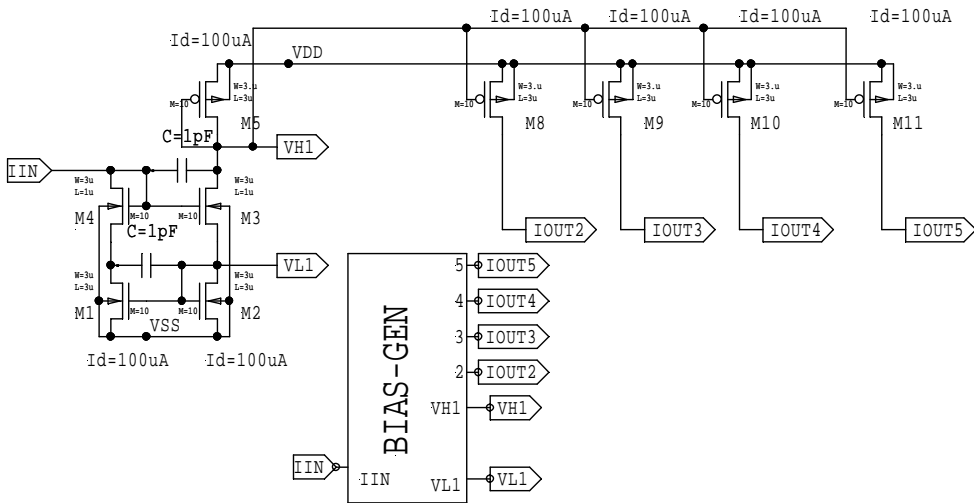 Id=100uA Id=100uA Id=100uA Id=100uA
Id=100uA
VDD
W=3.u
L=3u
M=10
M5
W=3.u
L=3u
M=10
M8
W=3.u
L=3u
M=10
M9
W=3.u
L=3u
M=10
M10
W=3.u
L=3u
M=10
M11
C=1pF
VH1
IIN
W=3u
L=1u
M4
M=10
W=3u
L=1u
M=10
M3
C=1pF
IOUT2 IOUT3 IOUT4 IOUT5
VL1
W=3u
L=3u
M1
M=10
W=3u
L=3u
M=10
M2
VSS
Id=100uA Id=100uA
BIAS-GEN
5 IOUT5
4 IOUT4
3 IOUT3
2 IOUT2
VH1 VH1
IIN IIN
VL1 VL1